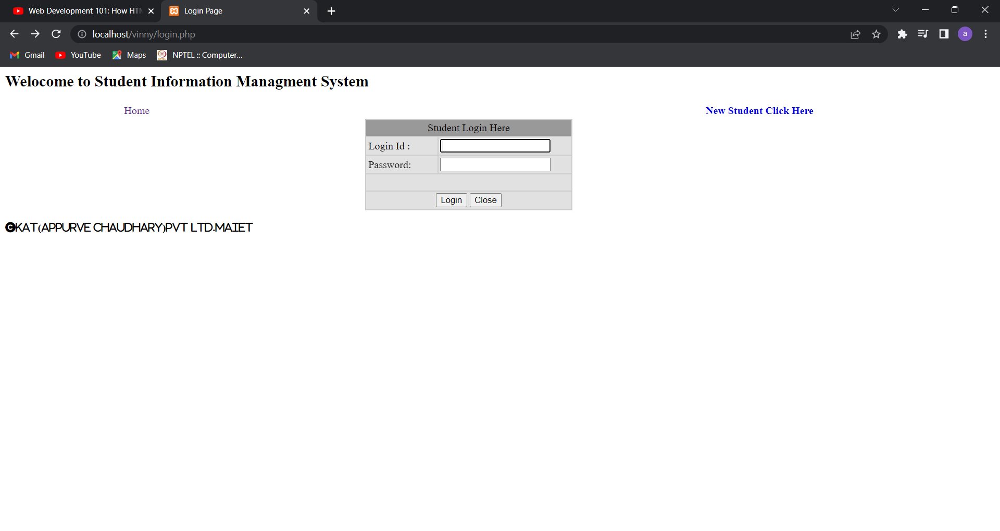 Web Development 101: How HTM
Login Page
localhost/vinny/login.php
a
Gmail
YouTube
Maps
NPTEL :: Computer...
Welocome to Student Information Managment System
Home
New Student Click Here
Student Login Here
Login Id :
Password:
Login
Close
©KAT(APPURVE CHAUDHARY)PVT LTD.MAIET